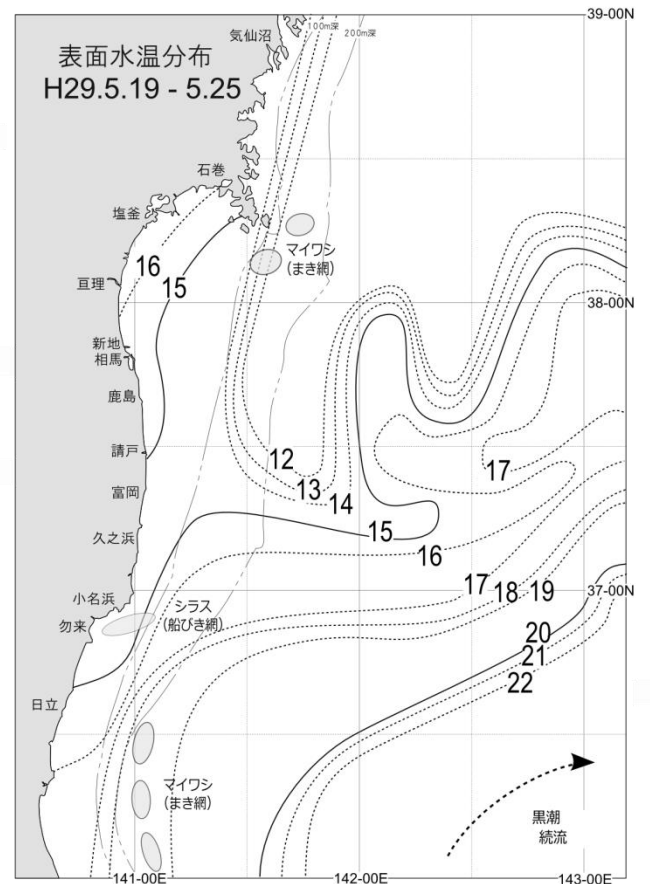 39-00N
気仙沼
100m深
200m深
表面水温分布
H29.5.19 - 5.25
石巻
塩釜
マイワシ
(まき網)
16
15
亘理
38-00N
新地
相馬
鹿島
請戸
12
17
13
富岡
14
15
久之浜
16
17
18
19
37-00N
小名浜
シラス
(船びき網)
勿来
20
21
22
日立
マイワシ
(まき網)
黒潮
続流
141-00E
142-00E
143-00E